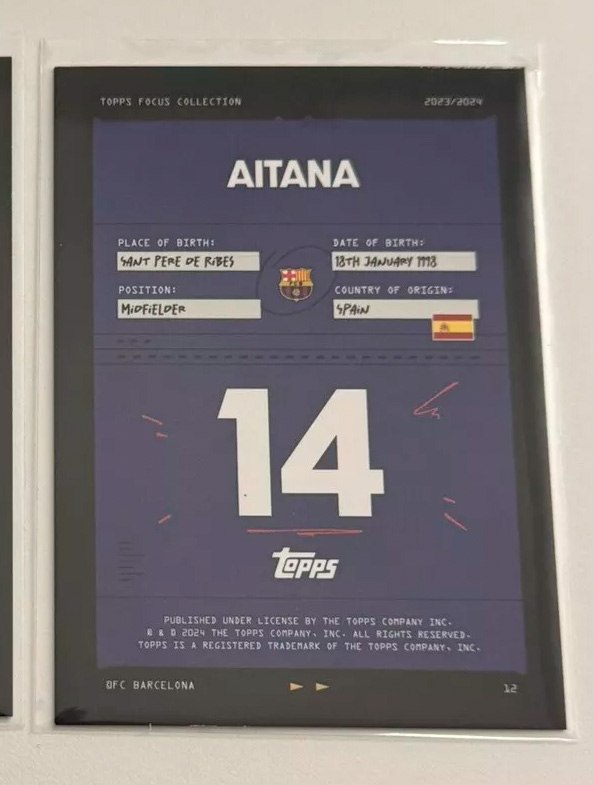 TOPPS FOCUS COLLECTION 2023/2024
AITANA
PLACE OF BIRTH: DATE OF BIRTH:
SANT PERE DE RIBES 18TH JANUARY 1998
POSITION: COUNTRY OF ORIGIN:
MIDFIELDER SPAIN
14
topps
PUBLISHED UNDER LICENSE BY THE TOPPS COMPANY INC.
® & © 2024 THE TOPPS COMPANY, INC. ALL RIGHTS RESERVED.
TOPPS IS A REGISTERED TRADEMARK OF THE TOPPS COMPANY, INC.
@FC BARCELONA 12